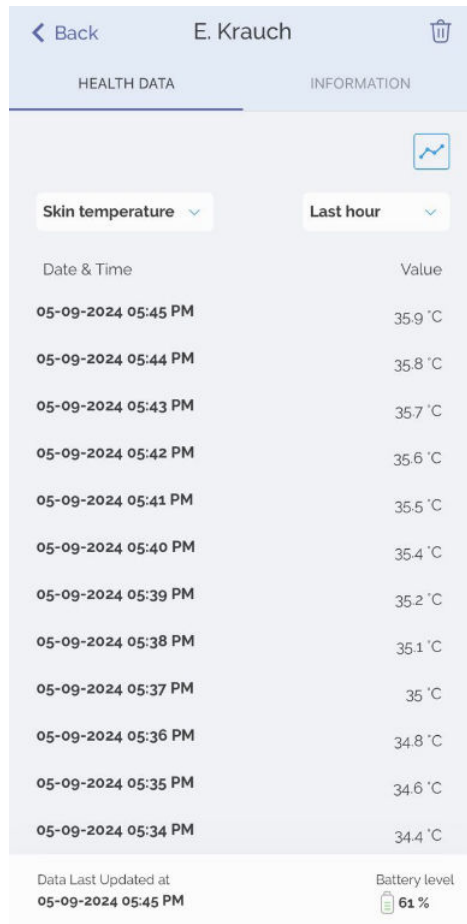 Back E. Krauch
HEALTH DATA INFORMATION
Skin temperature Last hour
Date & Time Value
05-09-2024 05:45 PM 35.9 °C
05-09-2024 05:44 PM 35.8 °C
05-09-2024 05:43 PM 35.7 °C
05-09-2024 05:42 PM 35.6 °C
05-09-2024 05:41 PM 35.5 °C
05-09-2024 05:40 PM 35.4 °C
05-09-2024 05:39 PM 35.2 °C
05-09-2024 05:38 PM 35.1 °C
05-09-2024 05:37 PM 35 °C
05-09-2024 05:36 PM 34.8 °C
05-09-2024 05:35 PM 34.6 °C
05-09-2024 05:34 PM 34.4 °C
Data Last Updated at Battery level
05-09-2024 05:45 PM 61 %